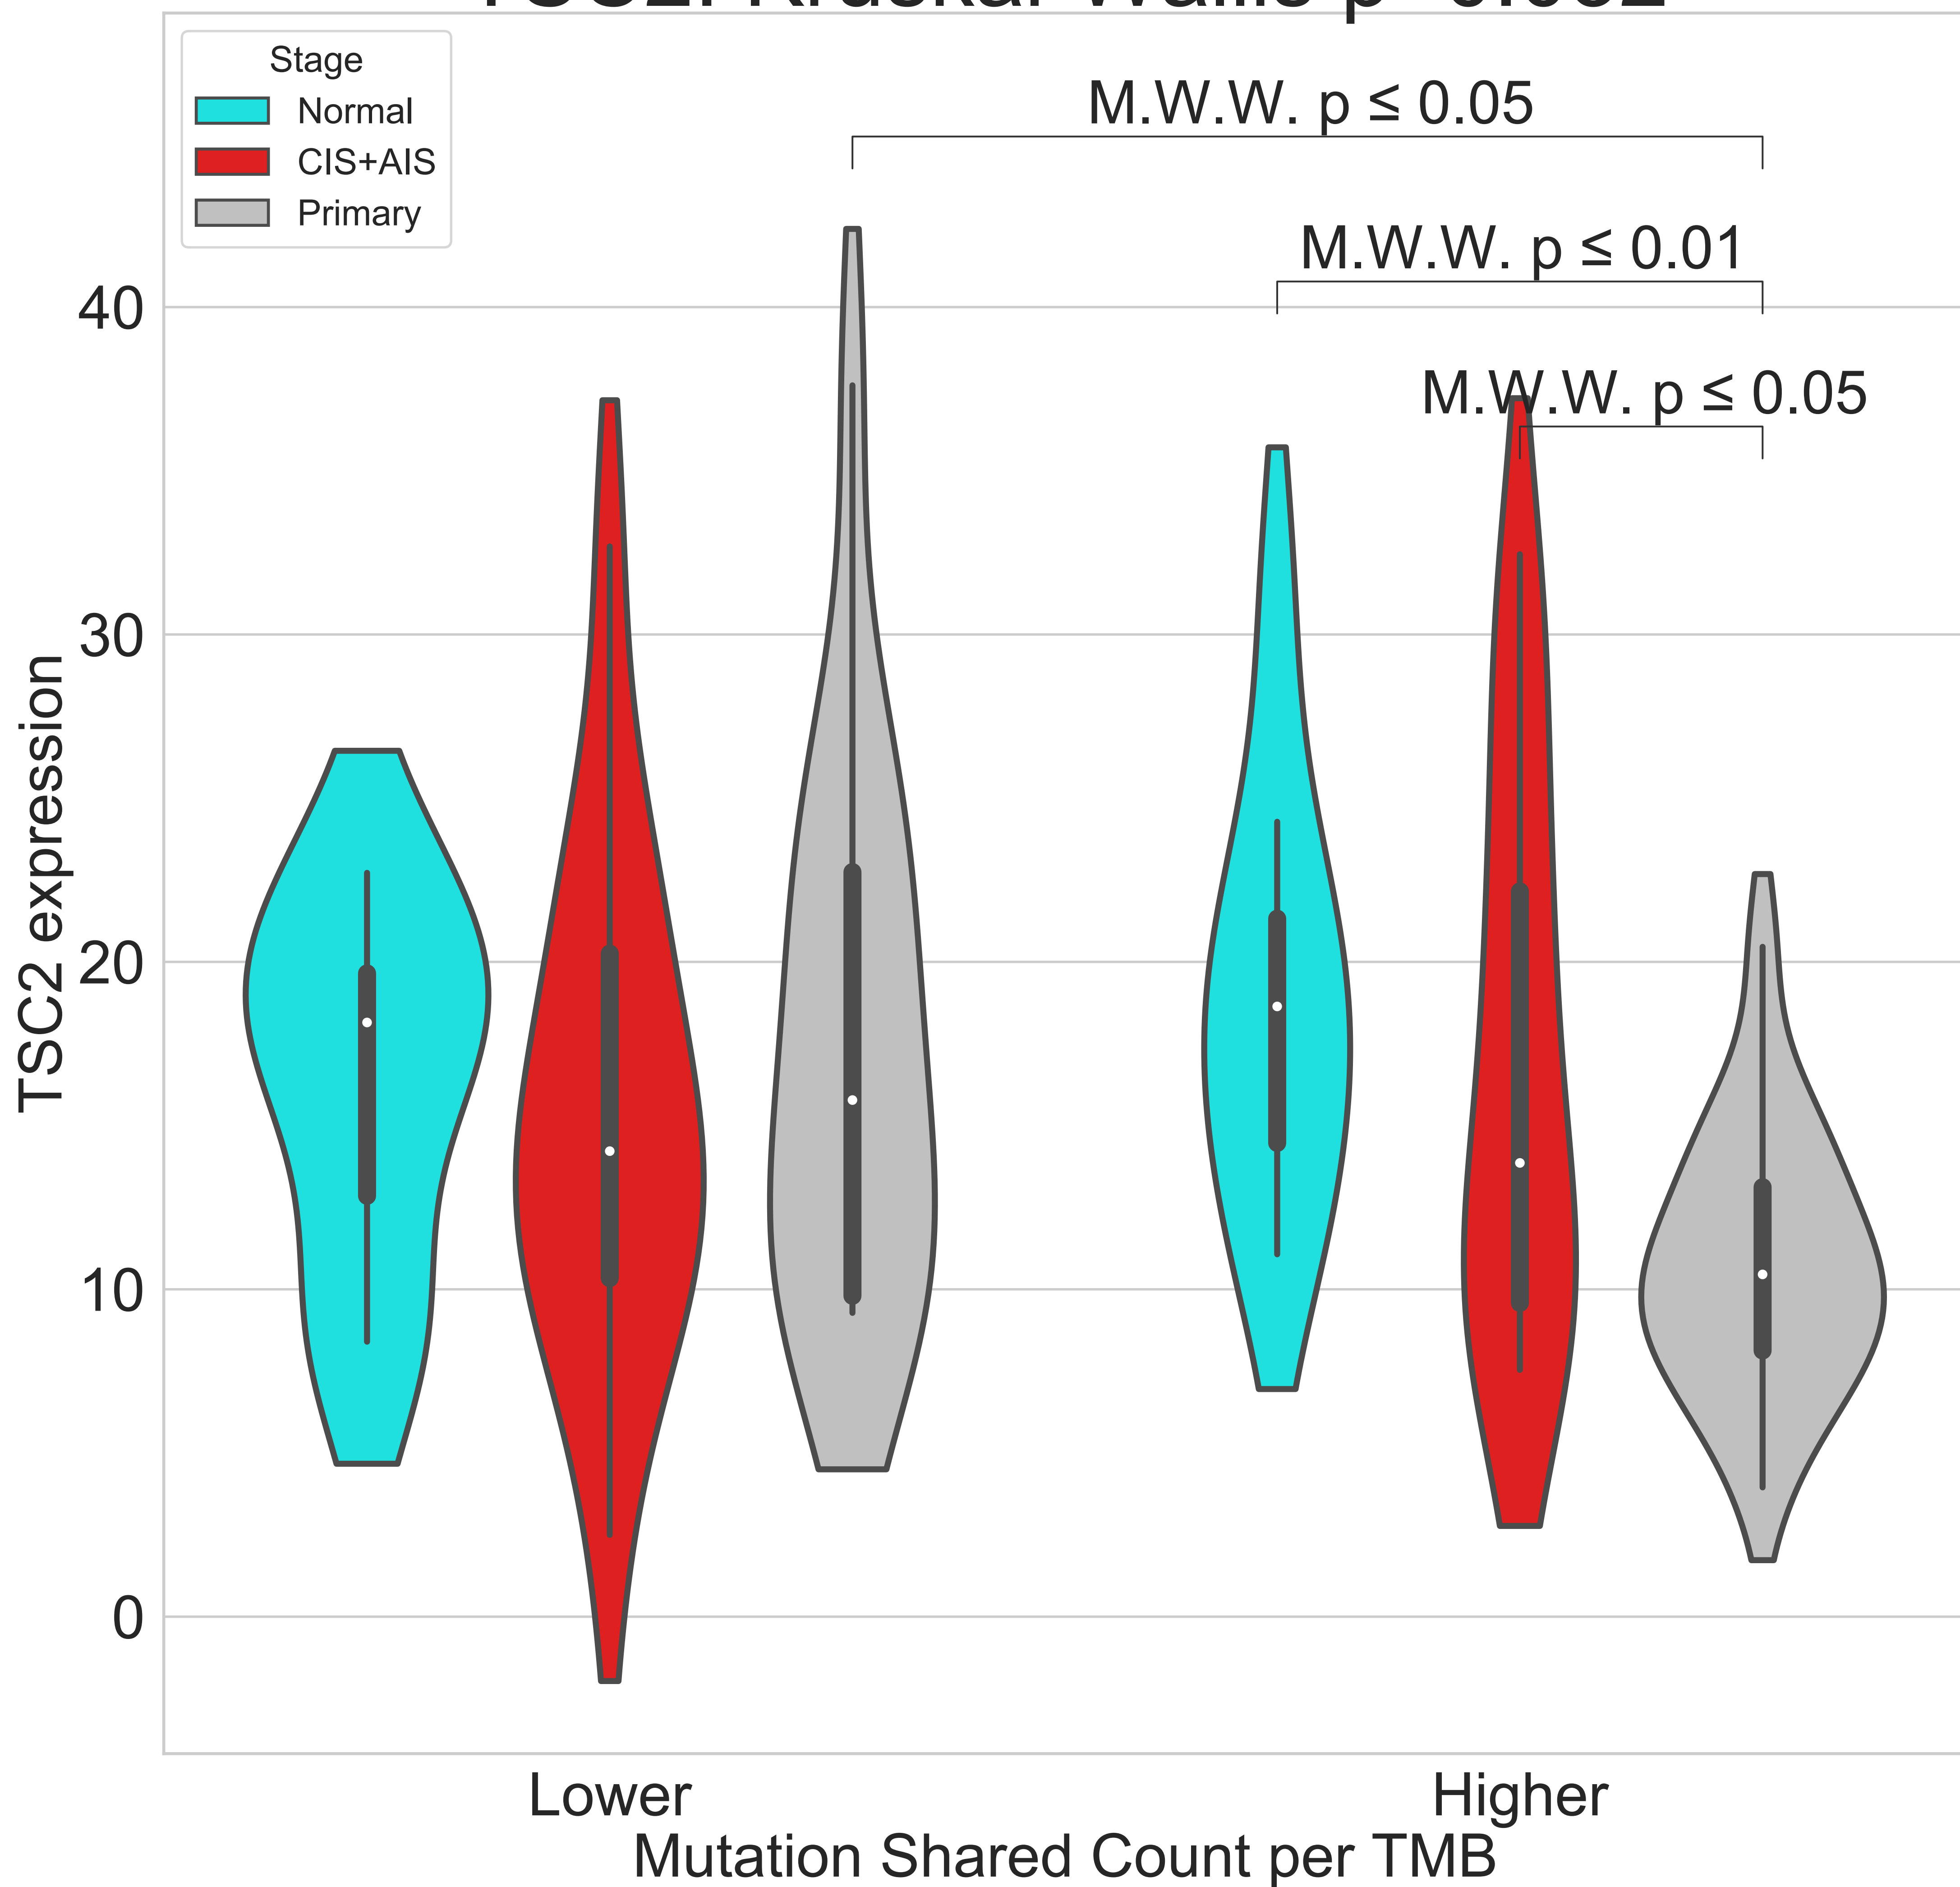 Stage
Normal
CIS+AIS
Primary
M.W.W. p ≤ 0.05
M.W.W. p ≤ 0.01
M.W.W. p ≤ 0.05
40
30
20
10
0
TSC2 expression
Lower
Higher
Mutation Shared Count per TMB